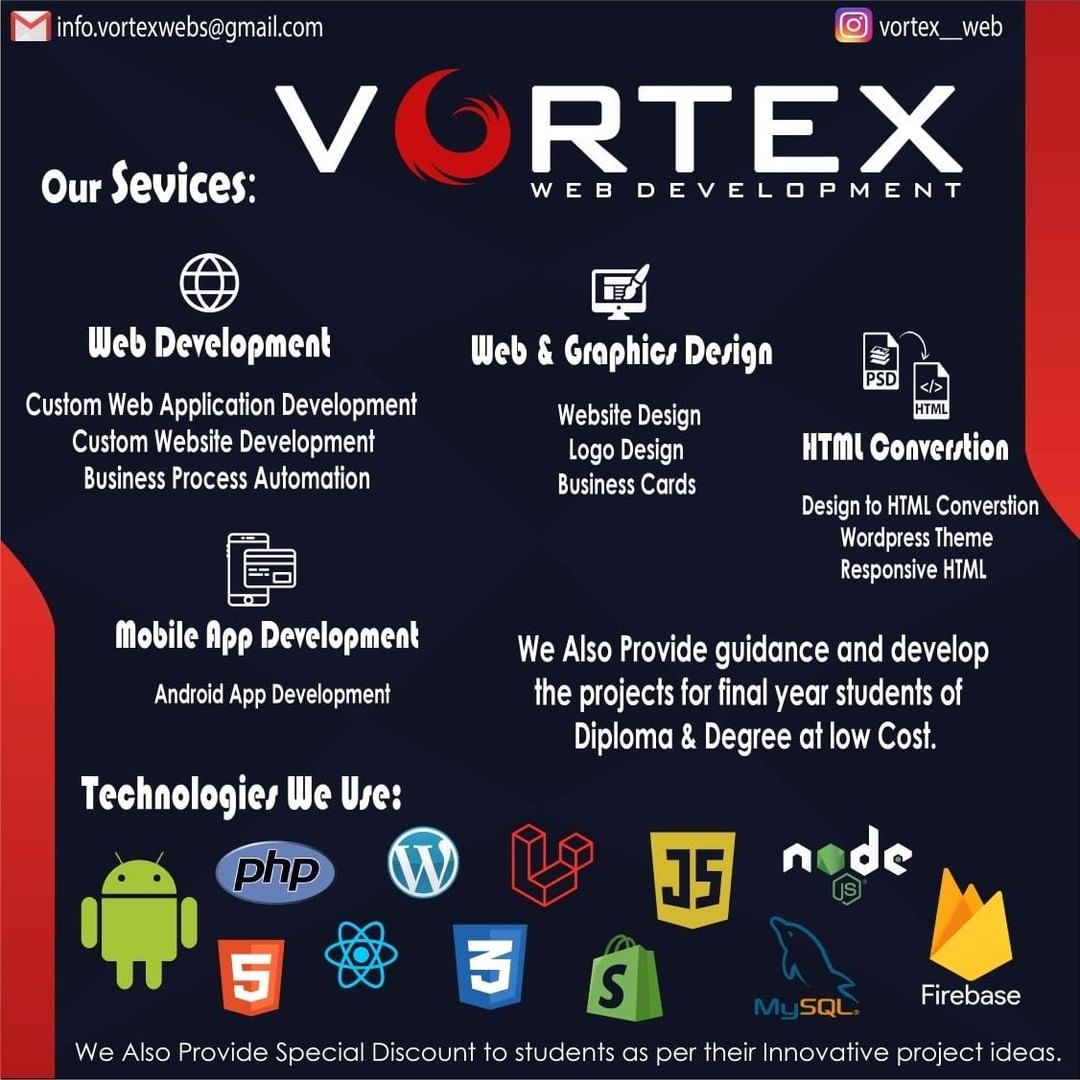 info.vortexwebs@gmail.com
vortex__web
VORTEX
WEB DEVELOPMENT
Our Sevices:
Web Development
Custom Web Application Development
Custom Website Development
Business Process Automation
Web & Graphics Design
Website Design
Logo Design
Business Cards
PSD
</>
HTML
HTML Converstion
Design to HTML Converstion
Wordpress Theme
Responsive HTML
Mobile App Development
Android App Development
We Also Provide guidance and develop
the projects for final year students of
Diploma & Degree at low Cost.
Technologies We Use:
php
W
JS
node
JS
5
3
S
MySQL
Firebase
We Also Provide Special Discount to students as per their Innovative project ideas.